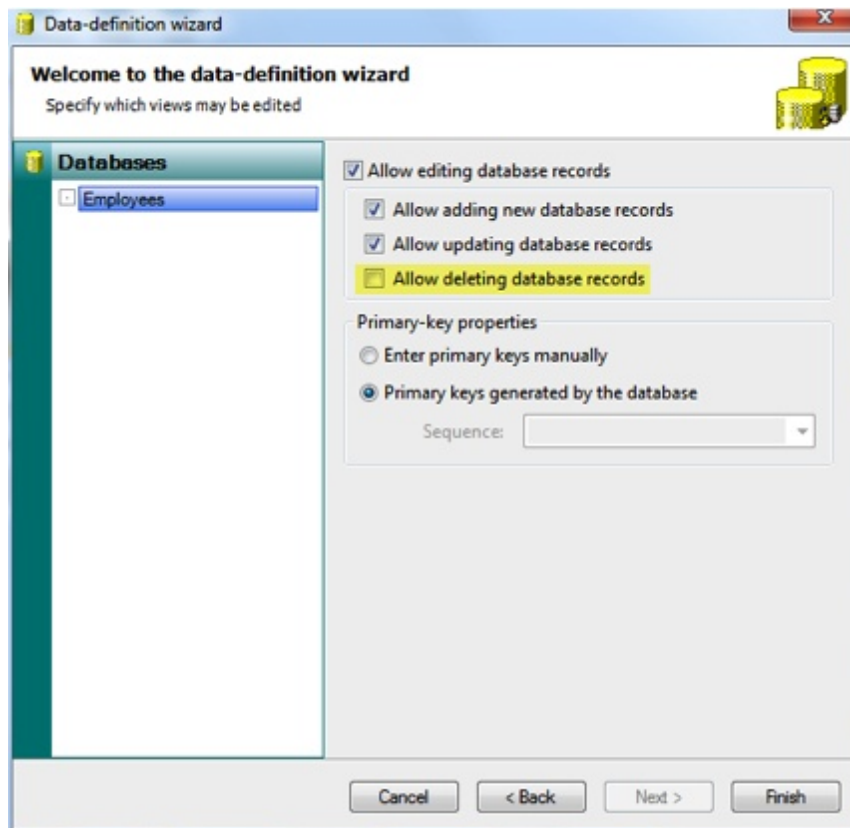 Data-definition wizard
Welcome to the data-definition wizard
Specify which views may be edited
Databases
Employees
Allow editing database records
Allow adding new database records
Allow updating database records
Allow deleting database records
Primary-key properties
Enter primary keys manually
Primary keys generated by the database
Sequence:
Cancel
< Back
Next >
Finish